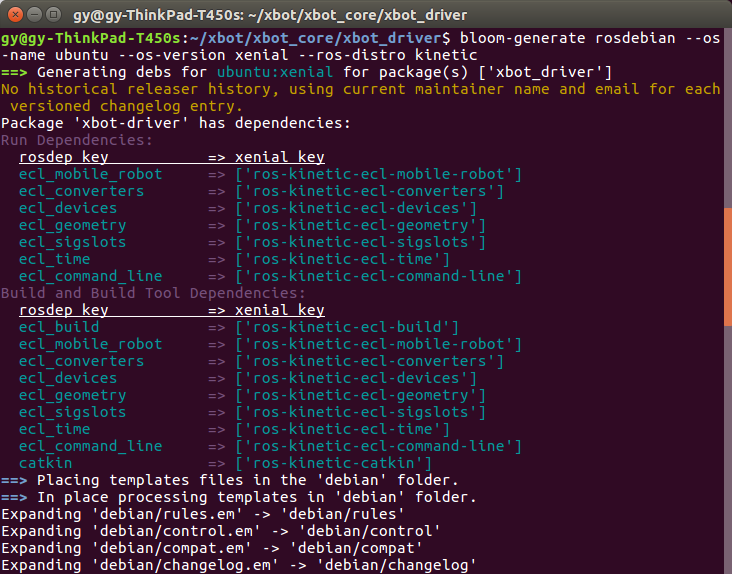 gy@gy-ThinkPad-T450s: ~/xbot/xbot_core/xbot_driver
gy@gy-ThinkPad-T450s:~/xbot/xbot_core/xbot_driver$ bloom-generate rosdebian --os
-name ubuntu --os-version xenial --ros-distro kinetic
==> Generating debs for ubuntu:xenial for package(s) ['xbot_driver']
No historical releaser history, using current maintainer name and email for each
 versioned changelog entry.
Package 'xbot-driver' has dependencies:
Run Dependencies:
  rosdep key           => xenial key
  ecl_mobile_robot     => ['ros-kinetic-ecl-mobile-robot']
  ecl_converters       => ['ros-kinetic-ecl-converters']
  ecl_devices          => ['ros-kinetic-ecl-devices']
  ecl_geometry         => ['ros-kinetic-ecl-geometry']
  ecl_sigslots         => ['ros-kinetic-ecl-sigslots']
  ecl_time             => ['ros-kinetic-ecl-time']
  ecl_command_line     => ['ros-kinetic-ecl-command-line']
Build and Build Tool Dependencies:
  rosdep key           => xenial key
  ecl_build            => ['ros-kinetic-ecl-build']
  ecl_mobile_robot     => ['ros-kinetic-ecl-mobile-robot']
  ecl_converters       => ['ros-kinetic-ecl-converters']
  ecl_devices          => ['ros-kinetic-ecl-devices']
  ecl_geometry         => ['ros-kinetic-ecl-geometry']
  ecl_sigslots         => ['ros-kinetic-ecl-sigslots']
  ecl_time             => ['ros-kinetic-ecl-time']
  ecl_command_line     => ['ros-kinetic-ecl-command-line']
  catkin               => ['ros-kinetic-catkin']
==> Placing templates files in the 'debian' folder.
==> In place processing templates in 'debian' folder.
Expanding 'debian/rules.em' -> 'debian/rules'
Expanding 'debian/control.em' -> 'debian/control'
Expanding 'debian/compat.em' -> 'debian/compat'
Expanding 'debian/changelog.em' -> 'debian/changelog'